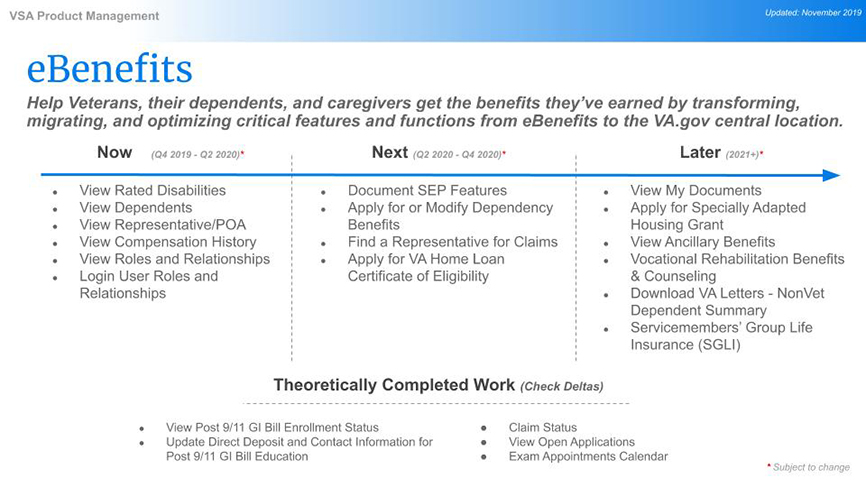 VSA Product Management
Updated: November 2019
eBenefits
Help Veterans, their dependents, and caregivers get the benefits they've earned by transforming,
migrating, and optimizing critical features and functions from eBenefits to the VA.gov central location.
Now (Q4 2019 - Q2 2020)*
● View Rated Disabilities
● View Dependents
● View Representative/POA
● View Compensation History
● View Roles and Relationships
● Login User Roles and
Relationships
Next (Q2 2020 - Q4 2020)*
● Document SEP Features
● Apply for or Modify Dependency
Benefits
● Find a Representative for Claims
● Apply for VA Home Loan
Certificate of Eligibility
Later (2021+)*
● View My Documents
● Apply for Specially Adapted
Housing Grant
● View Ancillary Benefits
● Vocational Rehabilitation Benefits
& Counseling
● Download VA Letters - NonVet
Dependent Summary
● Servicemembers' Group Life
Insurance (SGLI)
Theoretically Completed Work (Check Deltas)
● View Post 9/11 GI Bill Enrollment Status
● Update Direct Deposit and Contact Information for
Post 9/11 GI Bill Education
● Claim Status
● View Open Applications
● Exam Appointments Calendar
* Subject to change